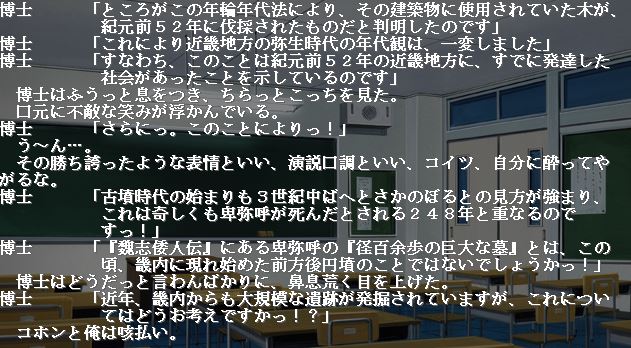 博士　　　「ところがこの年輪年代法により、その建築物に使用されていた木が、
紀元前５２年に伐採されたものだと判明したのです」
博士　　　「これにより近畿地方の弥生時代の年代観は、一変しました」
博士　　　「すなわち、このことは紀元前５２年の近畿地方に、すでに発達した
社会があったことを示しているのです」
博士はふうっと息をつき、ちらっとこっちを見た。
口元に不敵な笑みが浮かんでいる。
博士　　　「さらにっ。このことによりっ！」
う～ん…。
その勝ち誇ったような表情といい、演説口調といい、コイツ、自分に酔ってや
がるな。
博士　　　「古墳時代の始まりも３世紀中ばへとさかのぼるとの見方が強まり、
これは奇しくも卑弥呼が死んだとされる２４８年と重なるので
すっ！」
博士　　　「『魏志倭人伝』にある卑弥呼の『径百余歩の巨大な墓』とは、この
頃、畿内に現れ始めた前方後円墳のことではないでしょうかっ！」
博士はどうだっと言わんばかりに、鼻息荒く目を上げた。
博士　　　「近年、畿内からも大規模な遺跡が発掘されていますが、これについ
てはどうお考えですかっ！？」
コホンと俺は咳払い。